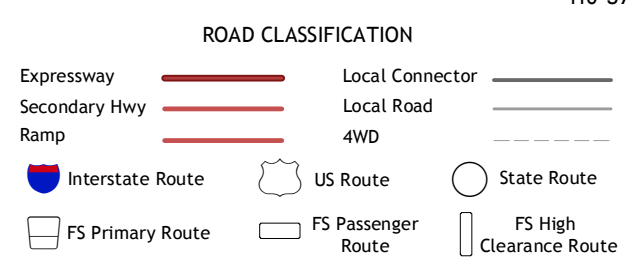 ROAD CLASSIFICATION
Expressway
Local Connector
Secondary Hwy
Local Road
Ramp
4WD
Interstate Route
US Route
State Route
FS Primary Route
FS Passenger
Route
FS High
Clearance Route